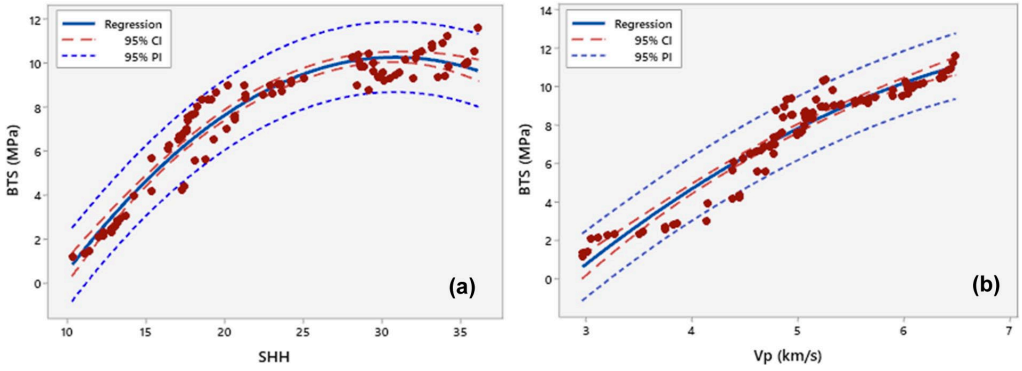 Regression
95% CI
95% PI
BTS (MPa)
12
10
8
6
4
2
0
10 15 20 25 30 35
SHH
(a)
Regression
95% CI
95% PI
BTS (MPa)
14
12
10
8
6
4
2
0
3 4 5 6 7
Vp (km/s)
(b)